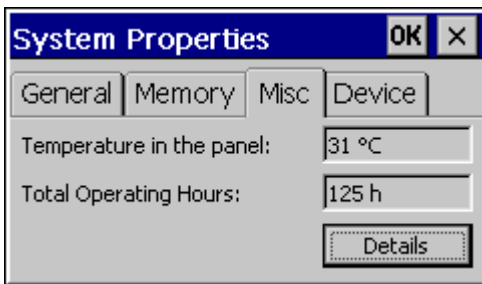 System Properties OK ×
General Memory Misc Device
Temperature in the panel: 31 °C
Total Operating Hours: 125 h
Details